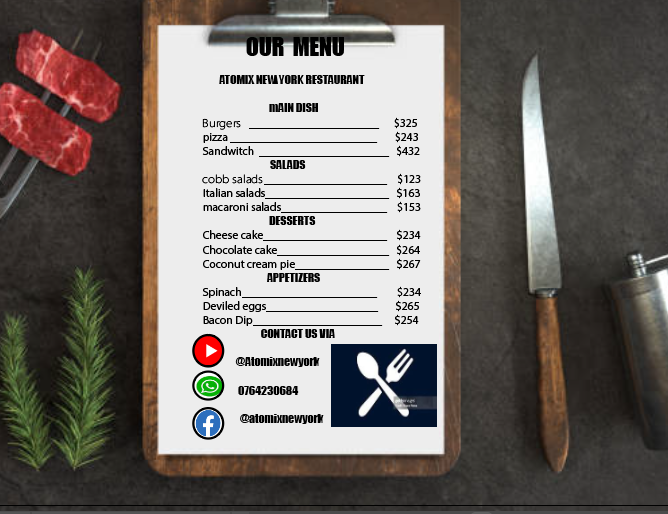 OUR MENU
ATOMIX NEW YORK RESTAURANT
mAIN DISH
Burgers $325
pizza $243
Sandwitch $432
SALADS
cobb salads $123
Italian salads $163
macaroni salads $153
DESSERTS
Cheese cake $234
Chocolate cake $264
Coconut cream pie $267
APPETIZERS
Spinach $234
Deviled eggs $265
Bacon Dip $254
CONTACT US VIA
@Atomixnewyork
0764230684
@atomixnewyork